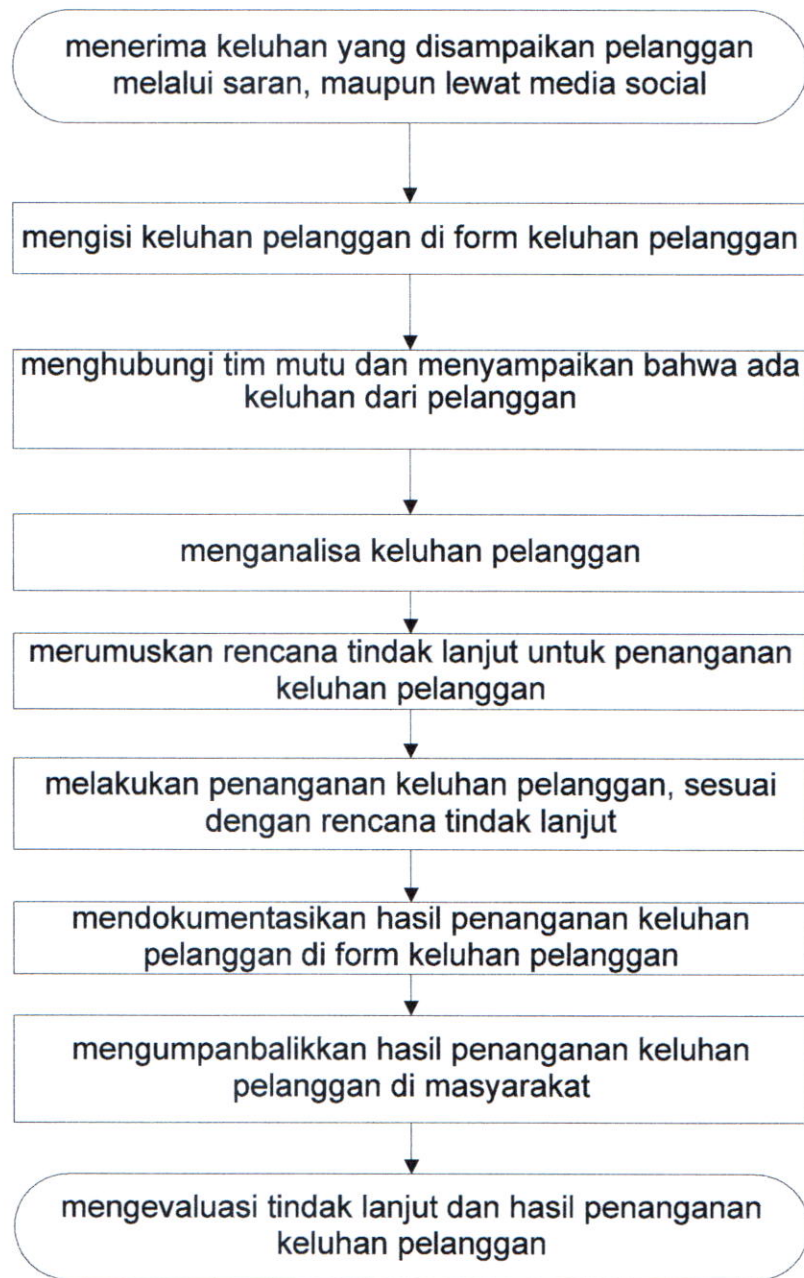 menerima keluhan yang disampaikan pelanggan
melalui saran, maupun lewat media social
mengisi keluhan pelanggan di form keluhan pelanggan
menghubungi tim mutu dan menyampaikan bahwa ada
keluhan dari pelanggan
menganalisa keluhan pelanggan
merumuskan rencana tindak lanjut untuk penanganan
keluhan pelanggan
melakukan penanganan keluhan pelanggan, sesuai
dengan rencana tindak lanjut
mendokumentasikan hasil penanganan keluhan
pelanggan di form keluhan pelanggan
mengumpanbalikkan hasil penanganan keluhan
pelanggan di masyarakat
mengevaluasi tindak lanjut dan hasil penanganan
keluhan pelanggan